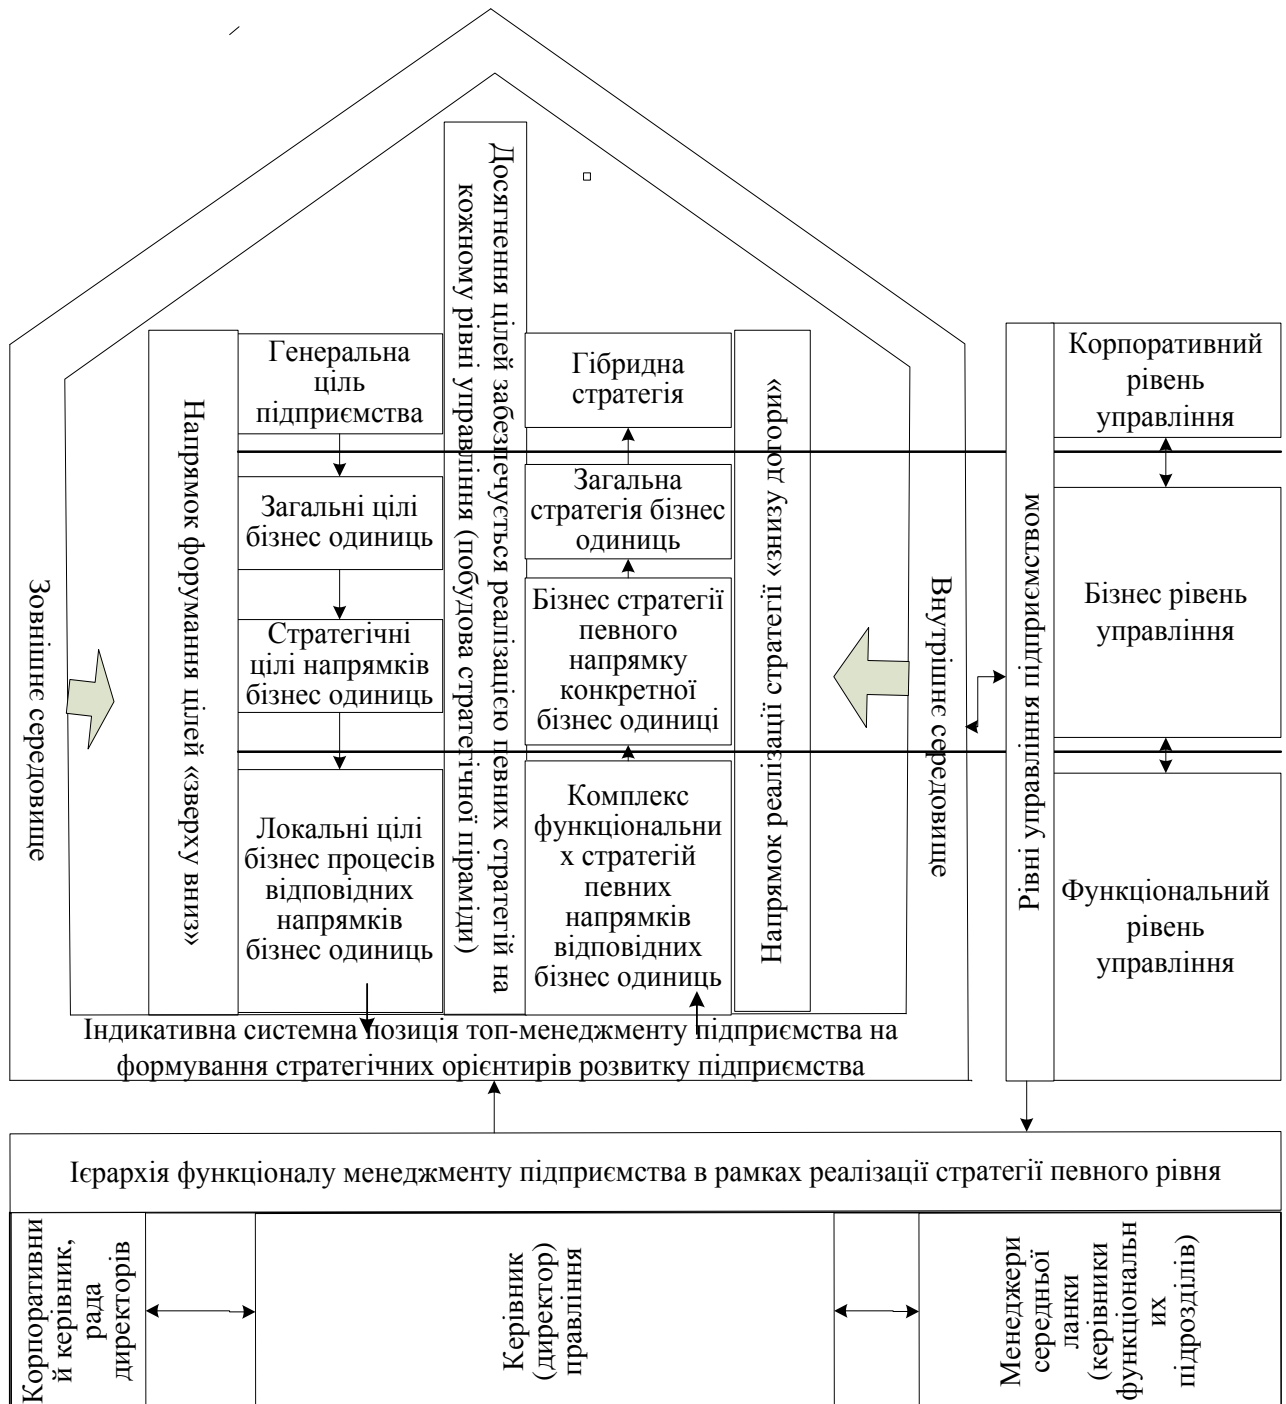 Зовнішнє середовище
Напрямок форумання цілей «зверху вниз»
Генеральна
ціль
підприємства
Загальні цілі
бізнес одиниць
Стратегічні
цілі напрямків
бізнес одиниць
Локальні цілі
бізнес процесів
відповідних
напрямків
бізнес одиниць
Досягнення цілей забезпечується реалізацією певних стратегій на
кожному рівні управління (побудова стратегічної піраміди)
Гібридна
стратегія
Загальна
стратегія бізнес
одиниць
Бізнес стратегії
певного
напрямку
конкретної
бізнес одиниці
Комплекс
функціональни
х стратегій
певних
напрямків
відповідних
бізнес одиниць
Напрямок реалізації стратегії «знизу догори»
Внутрішнє середовище
Рівні управління підприємством
Корпоративний
рівень
управління
Бізнес рівень
управління
Функціональний
рівень
управління
Індикативна системна позиція топ-менеджменту підприємства на
формування стратегічних орієнтирів розвитку підприємства
Ієрархія функціоналу менеджменту підприємства в рамках реалізації стратегії певного рівня
Корпоративни
й керівник,
рада
директорів
Керівник
(директор)
правління
Менеджери
середньої
ланки
(керівники
функціональн
их
підрозділів)